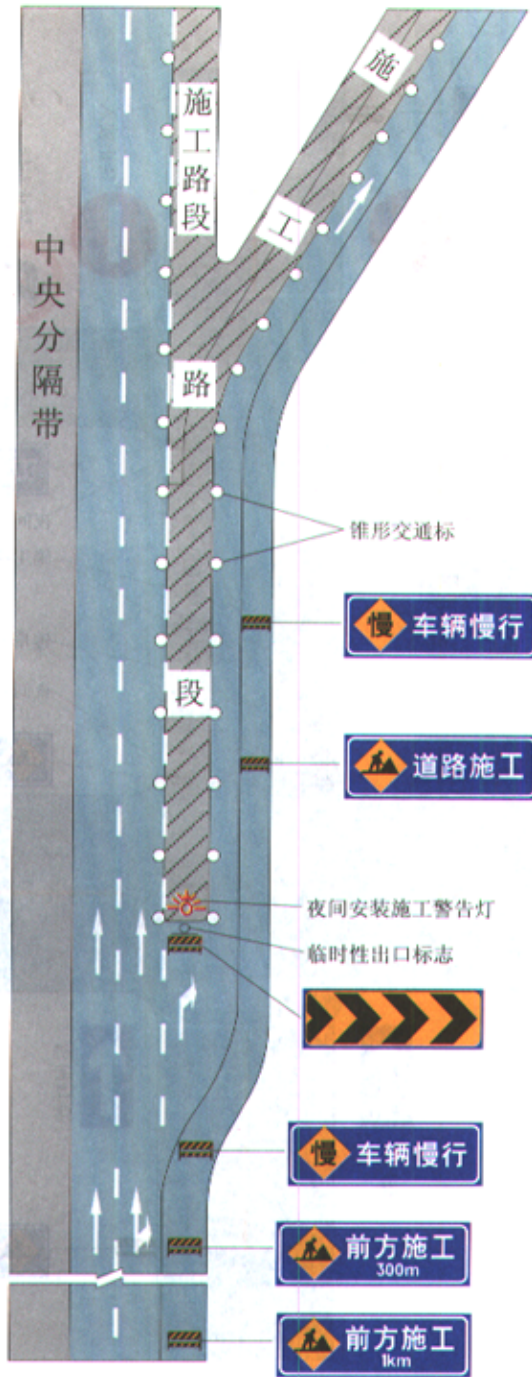 施工路段
施
工
路
段
中央分隔带
锥形交通标
慢 车辆慢行
道路施工
夜间安装施工警告灯
临时性出口标志
慢 车辆慢行
前方施工
300m
前方施工
1km